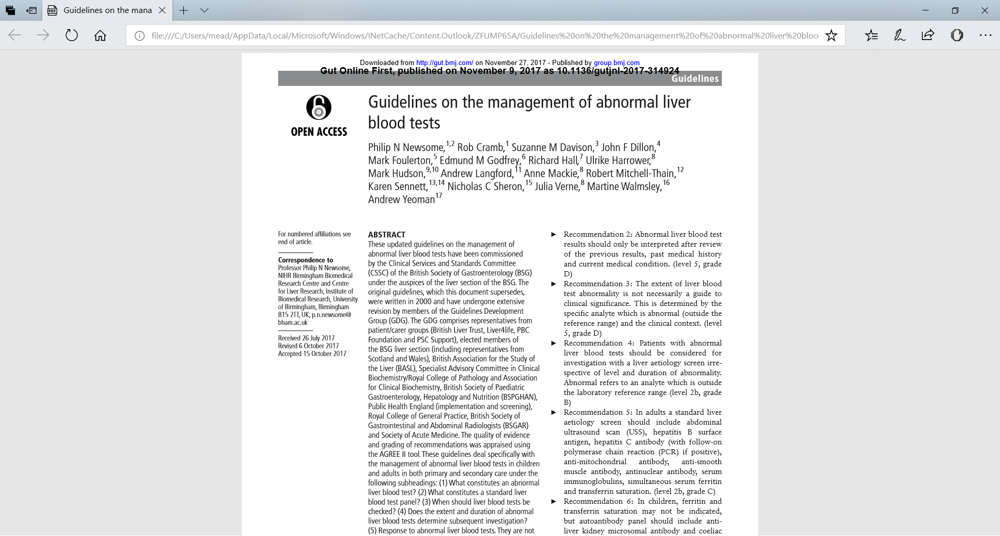 Guidelines on the mana
file:///C:/Users/mead/AppData/Local/Microsoft/Windows/INetCache/Content.Outlook/ZFUMP65A/Guidelines%20on%20the%20management%20of%20abnormal%20liver%20bloo
Downloaded from http://gut.bmj.com/ on November 27, 2017 - Published by group.bmj.com
Gut Online First, published on November 9, 2017 as 10.1136/gutjnl-2017-314924
Guidelines
OPEN ACCESS
Guidelines on the management of abnormal liver
blood tests
Philip N Newsome,1,2 Rob Cramb,1 Suzanne M Davison,3 John F Dillon,4
Mark Foulerton,5 Edmund M Godfrey,6 Richard Hall,7 Ulrike Harrower,8
Mark Hudson,9,10 Andrew Langford,11 Anne Mackie,8 Robert Mitchell-Thain,12
Karen Sennett,13,14 Nicholas C Sheron,15 Julia Verne,8 Martine Walmsley,16
Andrew Yeoman17
For numbered affiliations see
end of article.
Correspondence to
Professor Philip N Newsome,
NIHR Birmingham Biomedical
Research Centre and Centre
for Liver Research, Institute of
Biomedical Research, University
of Birmingham, Birmingham
B15 2TT, UK; p.n.newsome@
bham.ac.uk
Received 26 July 2017
Revised 6 October 2017
Accepted 15 October 2017
ABSTRACT
These updated guidelines on the management of
abnormal liver blood tests have been commissioned
by the Clinical Services and Standards Committee
(CSSC) of the British Society of Gastroenterology (BSG)
under the auspices of the liver section of the BSG. The
original guidelines, which this document supersedes,
were written in 2000 and have undergone extensive
revision by members of the Guidelines Development
Group (GDG). The GDG comprises representatives from
patient/carer groups (British Liver Trust, Liver4life, PBC
Foundation and PSC Support), elected members of
the BSG liver section (including representatives from
Scotland and Wales), British Association for the Study of
the Liver (BASL), Specialist Advisory Committee in Clinical
Biochemistry/Royal College of Pathology and Association
for Clinical Biochemistry, British Society of Paediatric
Gastroenterology, Hepatology and Nutrition (BSPGHAN),
Public Health England (implementation and screening),
Royal College of General Practice, British Society of
Gastrointestinal and Abdominal Radiologists (BSGAR)
and Society of Acute Medicine. The quality of evidence
and grading of recommendations was appraised using
the AGREE II tool. These guidelines deal specifically with
the management of abnormal liver blood tests in children
and adults in both primary and secondary care under the
following subheadings: (1) What constitutes an abnormal
liver blood test? (2) What constitutes a standard liver
blood test panel? (3) When should liver blood tests be
checked? (4) Does the extent and duration of abnormal
liver blood tests determine subsequent investigation?
(5) Response to abnormal liver blood tests. They are not
► Recommendation 2: Abnormal liver blood test
results should only be interpreted after review
of the previous results, past medical history
and current medical condition. (level 5, grade
D)
► Recommendation 3: The extent of liver blood
test abnormality is not necessarily a guide to
clinical significance. This is determined by the
specific analyte which is abnormal (outside the
reference range) and the clinical context. (level
5, grade D)
► Recommendation 4: Patients with abnormal
liver blood tests should be considered for
investigation with a liver aetiology screen irre-
spective of level and duration of abnormality.
Abnormal refers to an analyte which is outside
the laboratory reference range (level 2b, grade
B)
► Recommendation 5: In adults a standard liver
aetiology screen should include abdominal
ultrasound scan (USS), hepatitis B surface
antigen, hepatitis C antibody (with follow-on
polymerase chain reaction (PCR) if positive),
anti-mitochondrial antibody, anti-smooth
muscle antibody, antinuclear antibody, serum
immunoglobulins, simultaneous serum ferritin
and transferrin saturation. (level 2b, grade C)
► Recommendation 6: In children, ferritin and
transferrin saturation may not be indicated,
but autoantibody panel should include anti-
liver kidney microsomal antibody and coeliac